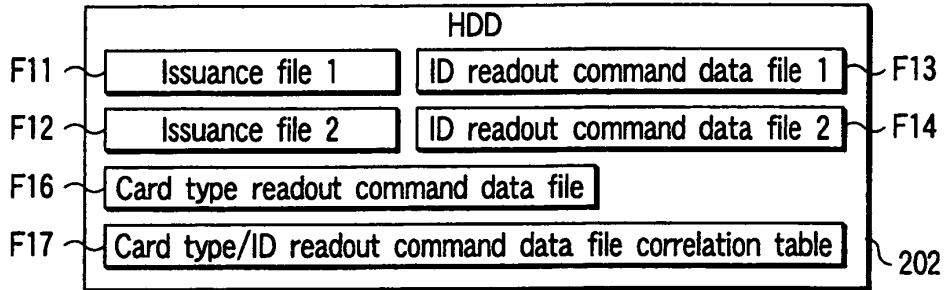 HDD
F11 Issuance file 1 ID readout command data file 1 F13
F12 Issuance file 2 ID readout command data file 2 F14
F16 Card type readout command data file
F17 Card type/ID readout command data file correlation table
202